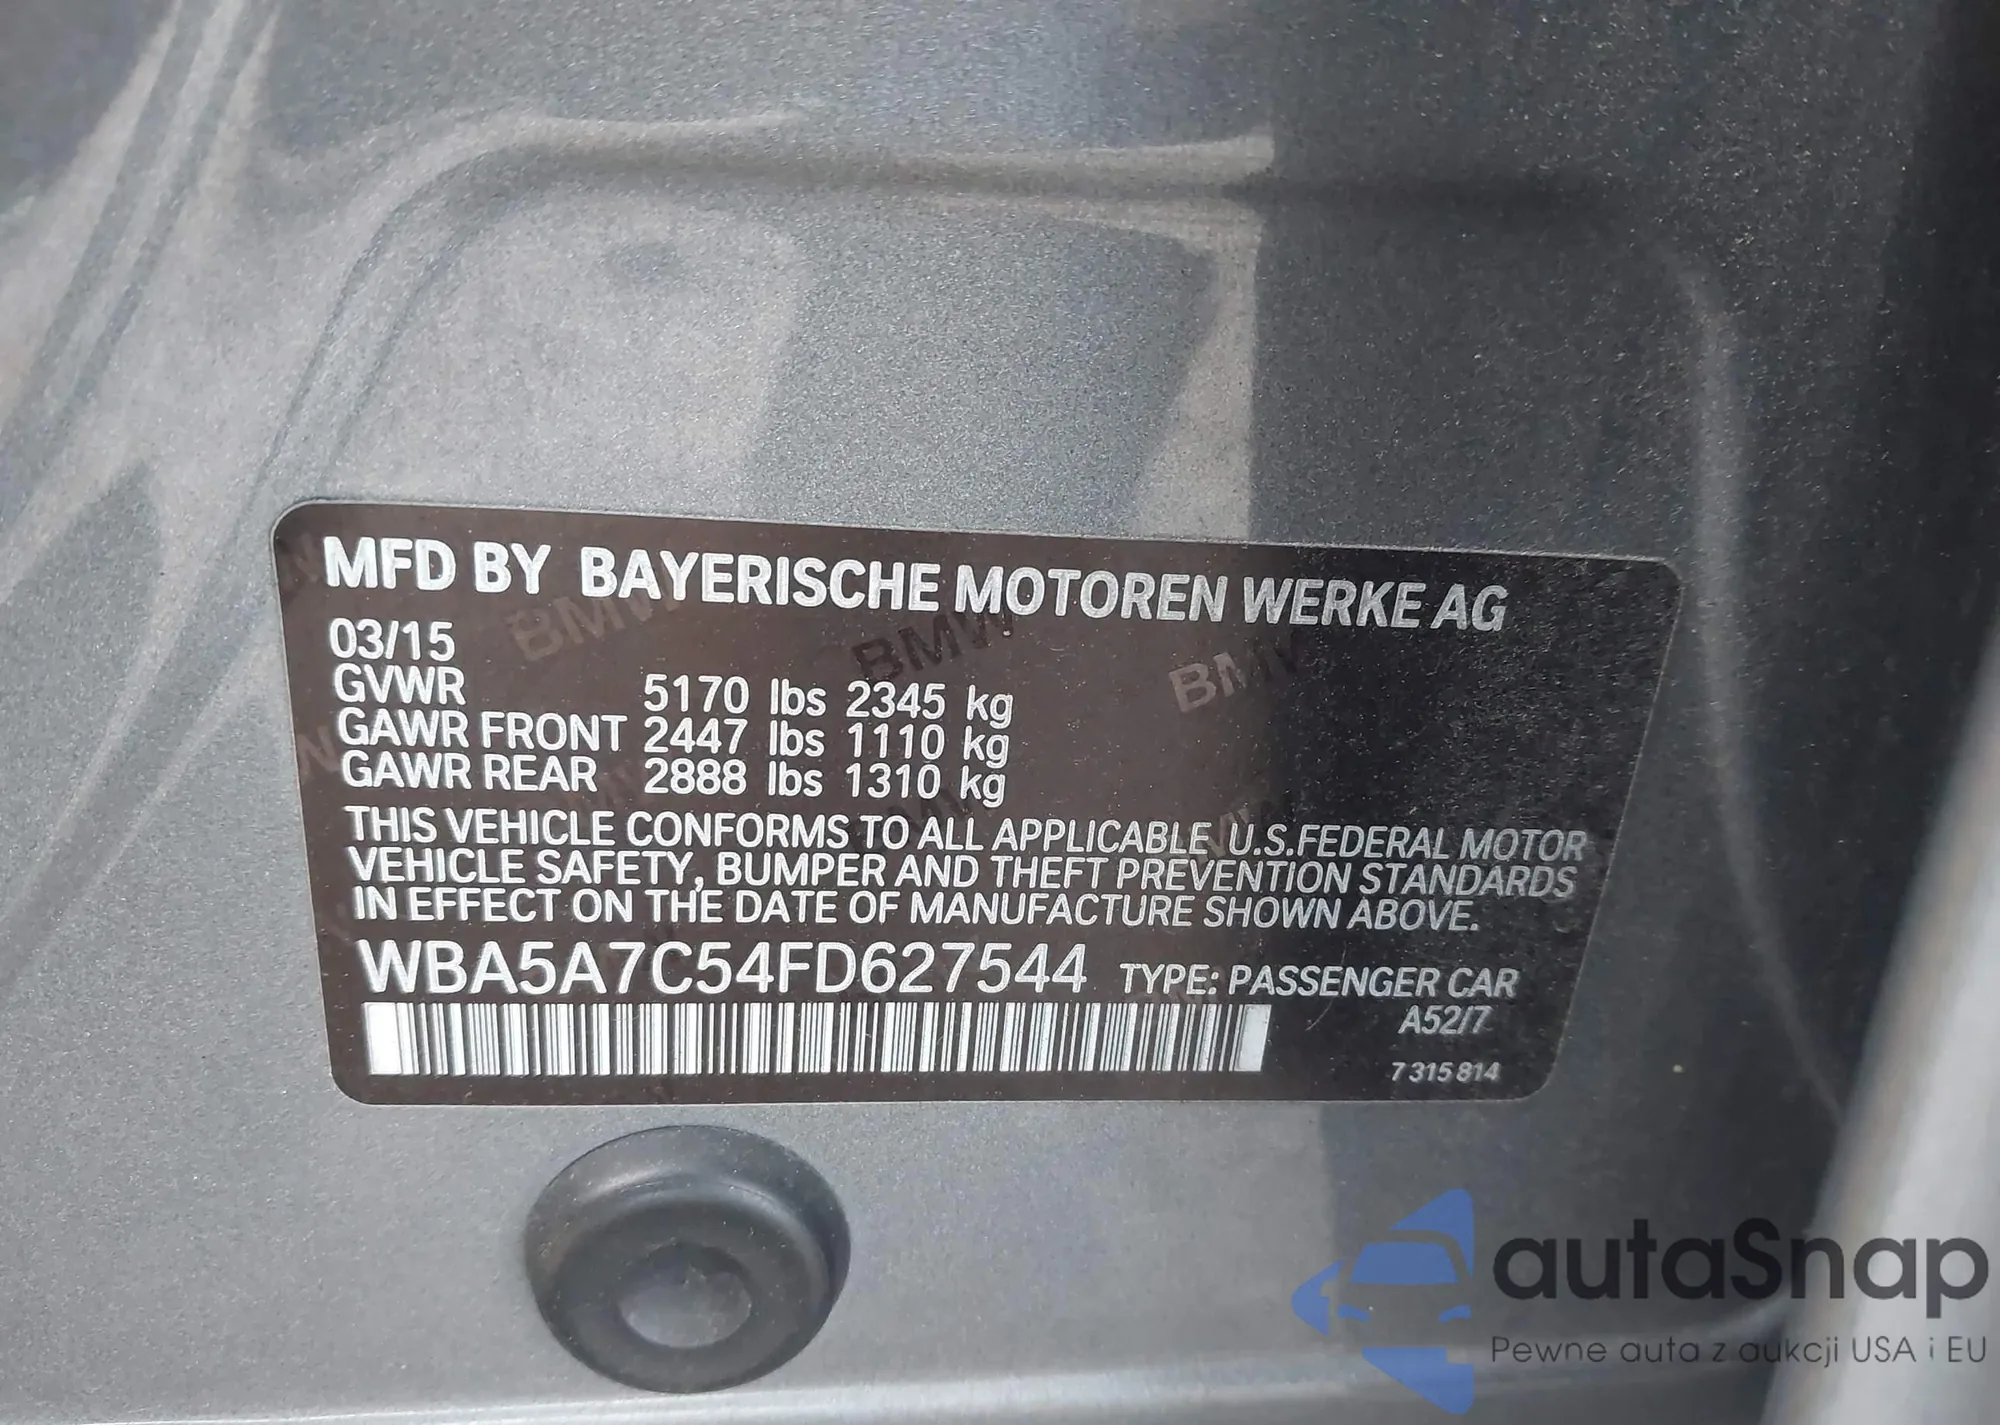 MFD BY BAYERISCHE MOTOREN WERKE AG
03/15
GVWR 5170 lbs 2345 kg
GAWR FRONT 2447 lbs 1110 kg
GAWR REAR 2888 lbs 1310 kg
THIS VEHICLE CONFORMS TO ALL APPLICABLE U.S.FEDERAL MOTOR
VEHICLE SAFETY, BUMPER AND THEFT PREVENTION STANDARDS
IN EFFECT ON THE DATE OF MANUFACTURE SHOWN ABOVE.
WBA5A7C54FD627544 TYPE: PASSENGER CAR
A52/7
7 315 814
autaSnap
Pewne auta z aukcji USA i EU